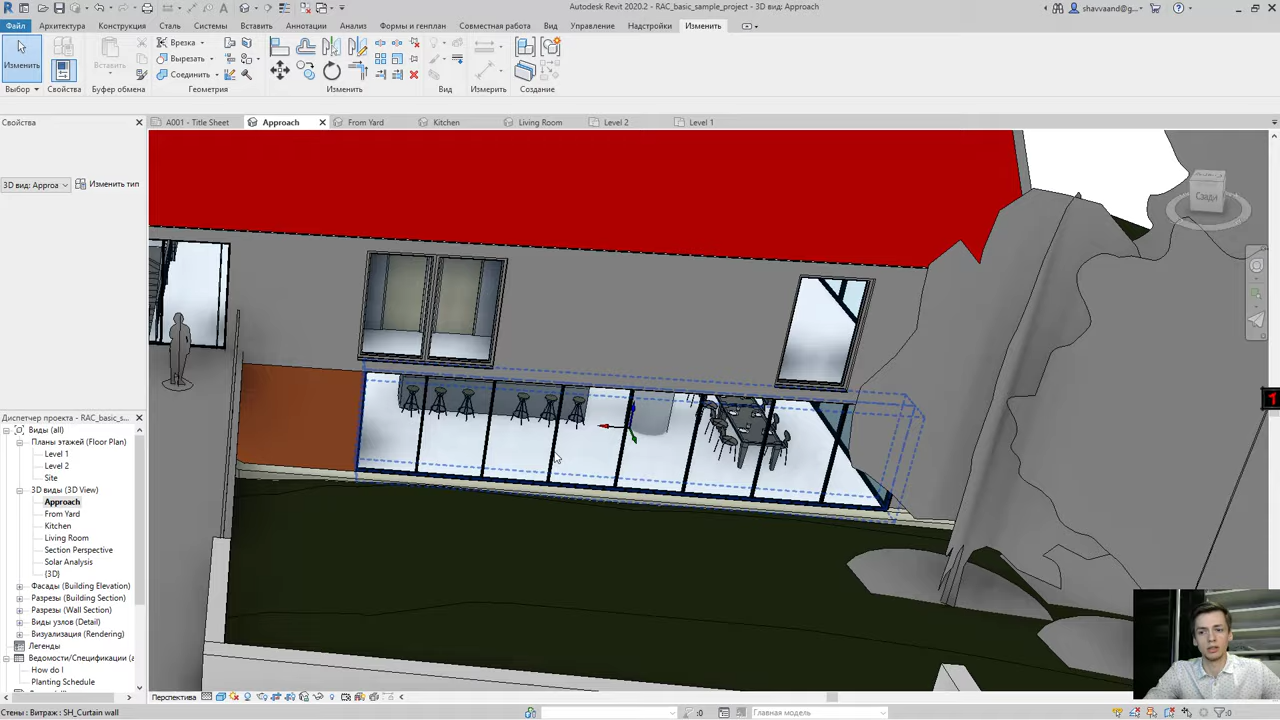 Autodesk Revit 2020.2 - RAC_basic_sample_project - 3D вид: Approach
shavvaand@g...
Файл Архитектура Конструкция Сталь Системы Вставить Аннотации Анализ Формы и генплан Совместная работа Вид Управление Надстройки Изменить
Изменить
Вставить
Врезка
Вырезать
Соединить
Выбор Свойства Буфер обмена Геометрия Изменить Вид Измерить Создание
Свойства
A001 - Title Sheet Approach From Yard Kitchen Living Room Level 2 Level 1
3D вид: Approa Изменить тип
Сзади
1
Диспетчер проекта - RAC_basic_s...
Виды (all)
Планы этажей (Floor Plan)
Level 1
Level 2
Site
3D виды (3D View)
Approach
From Yard
Kitchen
Living Room
Section Perspective
Solar Analysis
{3D}
Фасады (Building Elevation)
Разрезы (Building Section)
Разрезы (Wall Section)
Виды узлов (Detail)
Визуализация (Rendering)
Легенды
Ведомости/Спецификации (а
How do I
Planting Schedule
Перспектива
Стены : Витраж : SH_Curtain wall
:0
Главная модель
:0